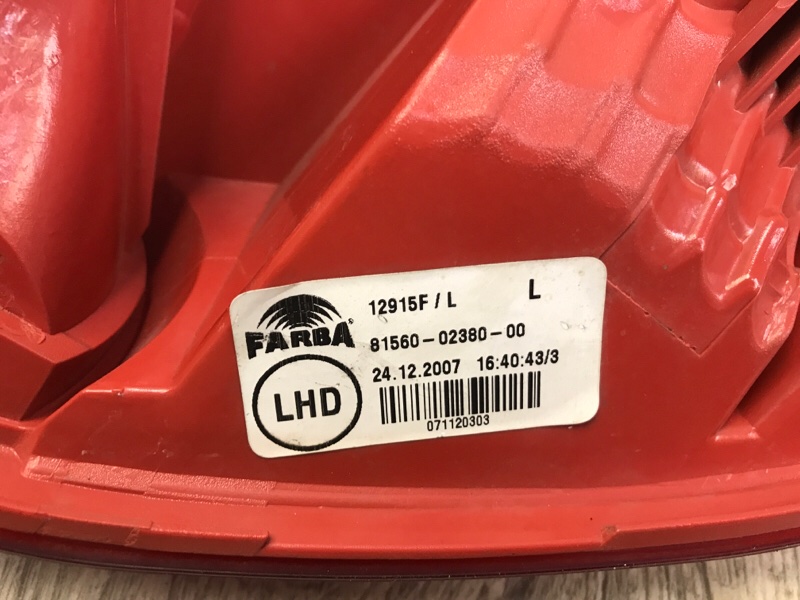 12915F / L L
FARBA®
81560-02380-00
24.12.2007 16:40:43/3
LHD
071120303